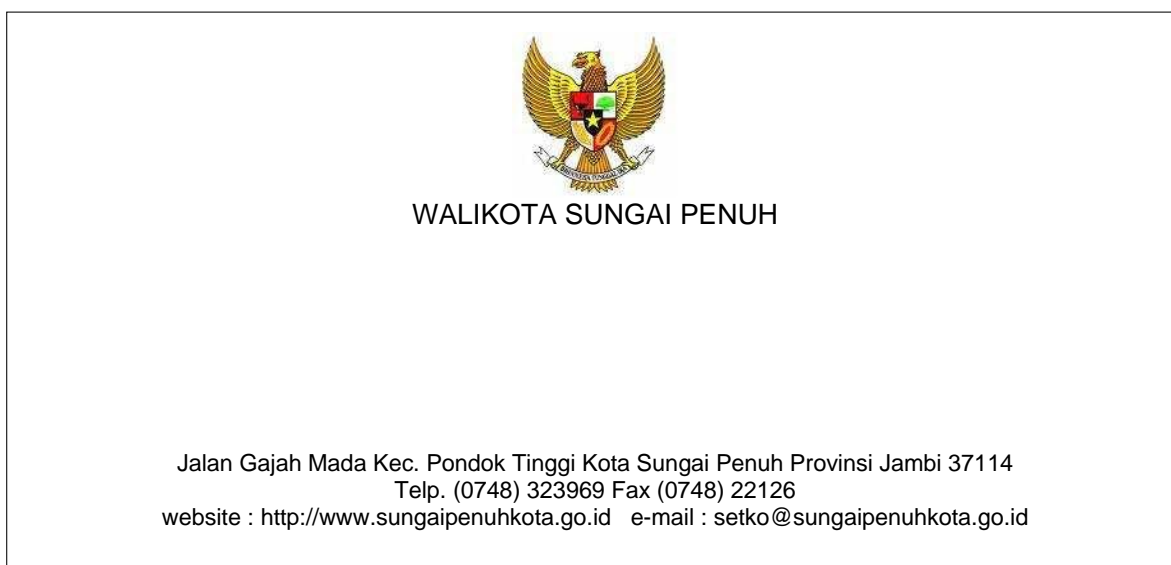 WALIKOTA SUNGAI PENUH
Jalan Gajah Mada Kec. Pondok Tinggi Kota Sungai Penuh Provinsi Jambi 37114
Telp. (0748) 323969 Fax (0748) 22126
website : http://www.sungaipenuhkota.go.id   e-mail : setko@sungaipenuhkota.go.id